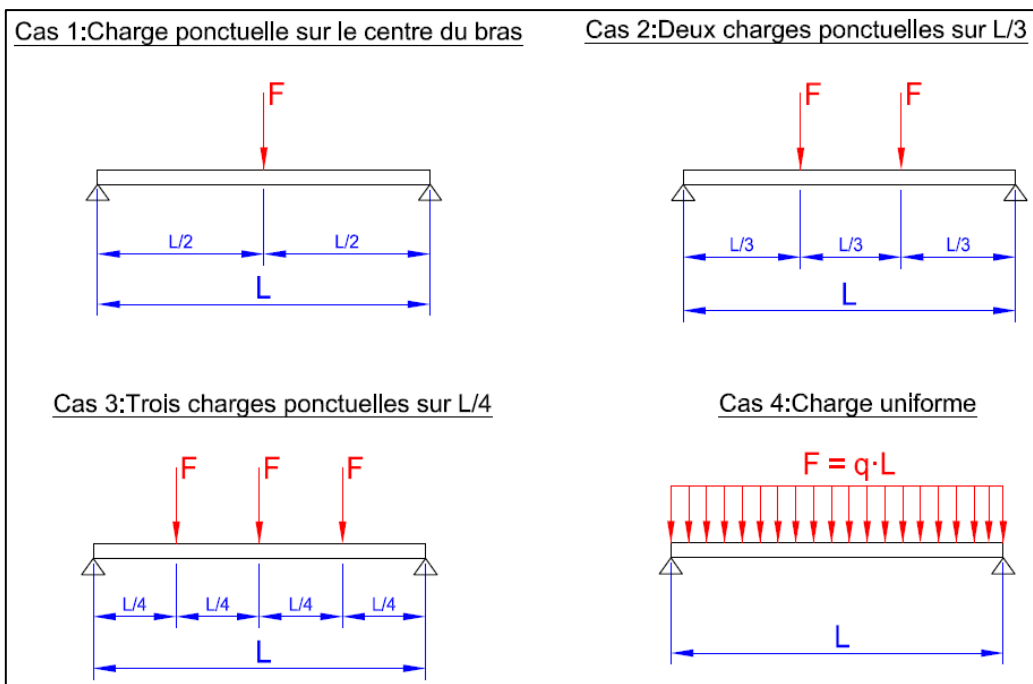 Cas 1:Charge ponctuelle sur le centre du bras
F
L/2 L/2
L
Cas 2:Deux charges ponctuelles sur L/3
F F
L/3 L/3 L/3
L
Cas 3:Trois charges ponctuelles sur L/4
F F F
L/4 L/4 L/4 L/4
L
Cas 4:Charge uniforme
F = q·L
L